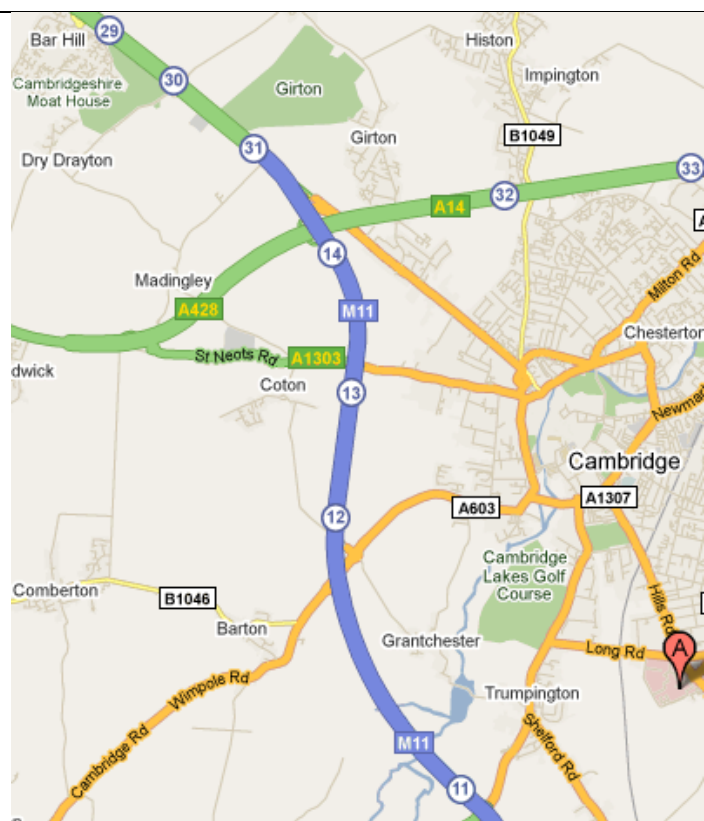 29
Bar Hill
Histon
30
Cambridgeshire
Moat House
Girton
Impington
B1049
Girton
31
Dry Drayton
33
32
A14
14
Madingley
Milton Rd
A428
M11
Chesterton
St Neots Rd
A1303
dwick
Coton
13
Newmark
Cambridge
A1307
A603
12
Cambridge
Lakes Golf
Course
Comberton
B1046
Hills Rd
Barton
Grantchester
Long Rd
A
Wimpole Rd
Trumpington
Cambridge Rd
Shelford Rd
M11
11